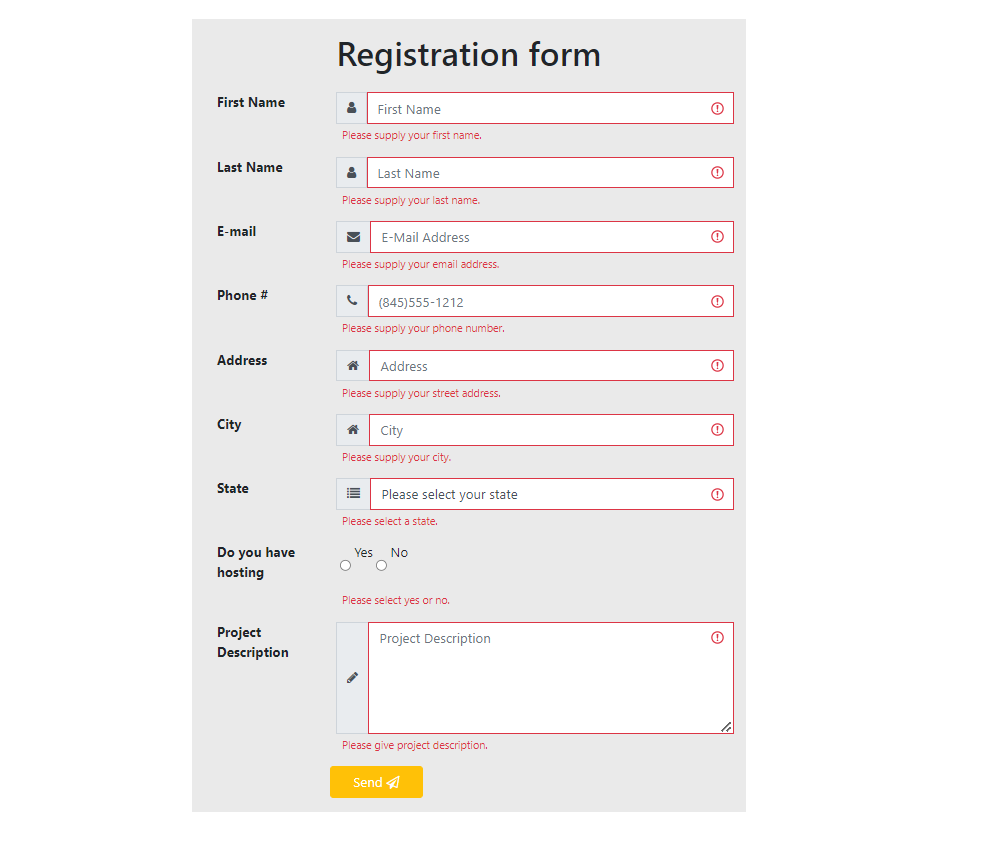 Registration form
First Name
First Name
Please supply your first name.
Last Name
Last Name
Please supply your last name.
E-mail
E-Mail Address
Please supply your email address.
Phone #
(845)555-1212
Please supply your phone number.
Address
Address
Please supply your street address.
City
City
Please supply your city.
State
Please select your state
Please select a state.
Do you have
hosting
Yes No
Please select yes or no.
Project
Description
Project Description
Please give project description.
Send